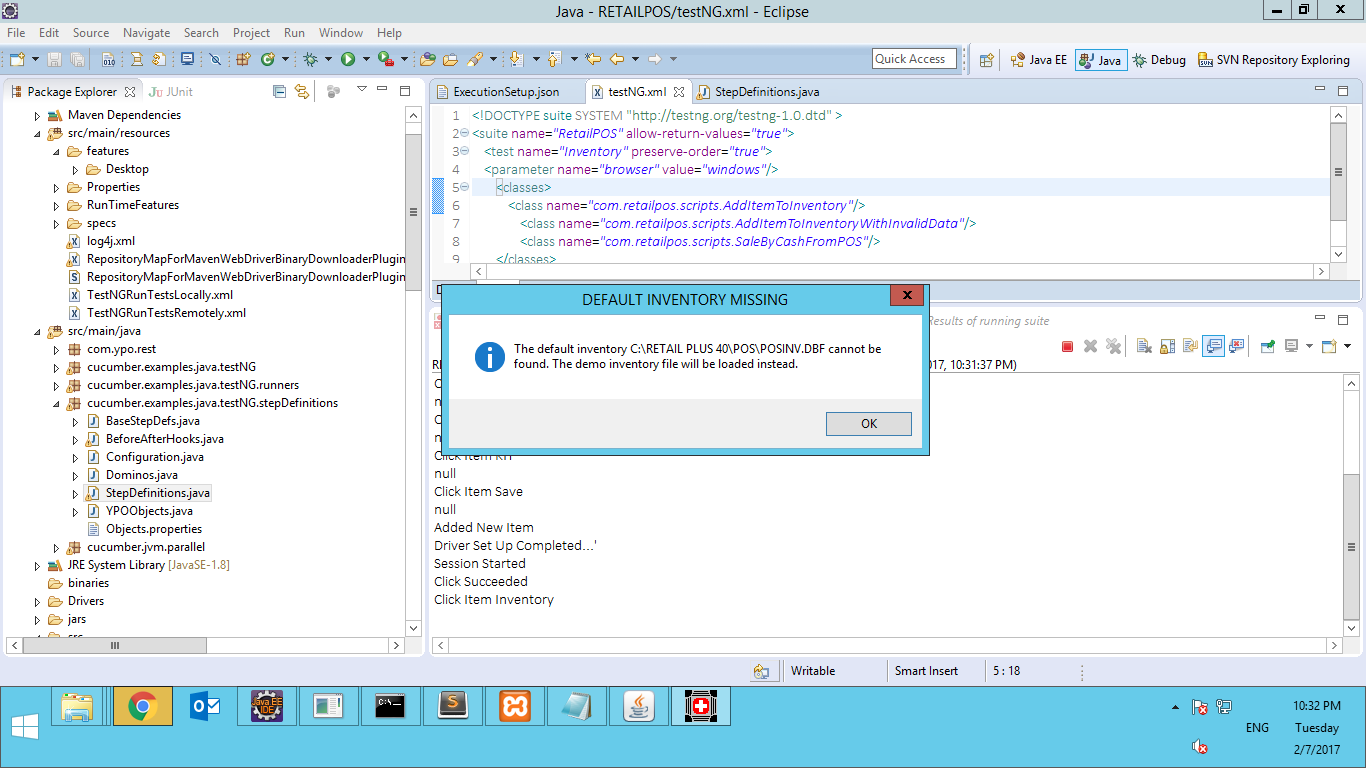 Java - RETAILPOS/testNG.xml - Eclipse
File Edit Source Navigate Search Project Run Window Help
Quick Access
Java EE
Java
Debug
SVN Repository Exploring
Package Explorer
JUnit
Maven Dependencies
src/main/resources
features
Desktop
Properties
RunTimeFeatures
specs
log4j.xml
RepositoryMapForMavenWebDriverBinaryDownloaderPlugin
RepositoryMapForMavenWebDriverBinaryDownloaderPlugin
TestNGRunTestsLocally.xml
TestNGRunTestsRemotely.xml
src/main/java
com.ypo.rest
cucumber.examples.java.testNG
cucumber.examples.java.testNG.runners
cucumber.examples.java.testNG.stepDefinitions
BaseStepDefs.java
BeforeAfterHooks.java
Configuration.java
Dominos.java
StepDefinitions.java
YPOObjects.java
Objects.properties
cucumber.jvm.parallel
JRE System Library [JavaSE-1.8]
binaries
Drivers
jars
ExecutionSetup.json
testNG.xml
StepDefinitions.java
1 <!DOCTYPE suite SYSTEM "http://testng.org/testng-1.0.dtd" >
2 <suite name="RetailPOS" allow-return-values="true">
3 <test name="Inventory" preserve-order="true">
4 <parameter name="browser" value="windows"/>
5 <classes>
6 <class name="com.retailpos.scripts.AddItemToInventory"/>
7 <class name="com.retailpos.scripts.AddItemToInventoryWithInvalidData"/>
8 <class name="com.retailpos.scripts.SaleByCashFromPOS"/>
9 </classes>
DEFAULT INVENTORY MISSING
The default inventory C:\RETAIL PLUS 40\POS\POSINV.DBF cannot be
found. The demo inventory file will be loaded instead.
OK
Results of running suite
2017, 10:31:37 PM)
Click Item KIT
null
Click Item Save
null
Added New Item
Driver Set Up Completed...'
Session Started
Click Succeeded
Click Item Inventory
Writable
Smart Insert
5 : 18
Java EE
IDE
10:32 PM
ENG
Tuesday
2/7/2017